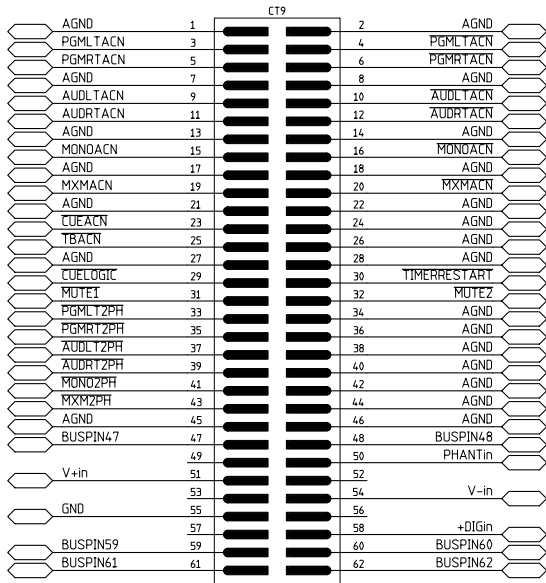 CT9
AGND 1 2 AGND
PGMLTACN 3 4 PGMLTACN
PGMRTACN 5 6 PGMRTACN
AGND 7 8 AGND
AUDLTACN 9 10 AUDLTACN
AUDRTACN 11 12 AUDRTACN
AGND 13 14 AGND
MONOACN 15 16 MONOACN
AGND 17 18 AGND
MXMACN 19 20 MXMACN
AGND 21 22 AGND
CUEACN 23 24 AGND
TBACN 25 26 AGND
AGND 27 28 AGND
CUELOGIC 29 30 TIMERRESTART
MUTE1 31 32 MUTE2
PGMLT2PH 33 34 AGND
PGMRT2PH 35 36 AGND
AUDLT2PH 37 38 AGND
AUDRT2PH 39 40 AGND
MONO2PH 41 42 AGND
MXM2PH 43 44 AGND
AGND 45 46 AGND
BUSPIN47 47 48 BUSPIN48
49 50 PHANTin
V+in 51 52
53 54 V-in
GND 55 56
57 58 +DIGin
BUSPIN59 59 60 BUSPIN60
BUSPIN61 61 62 BUSPIN62